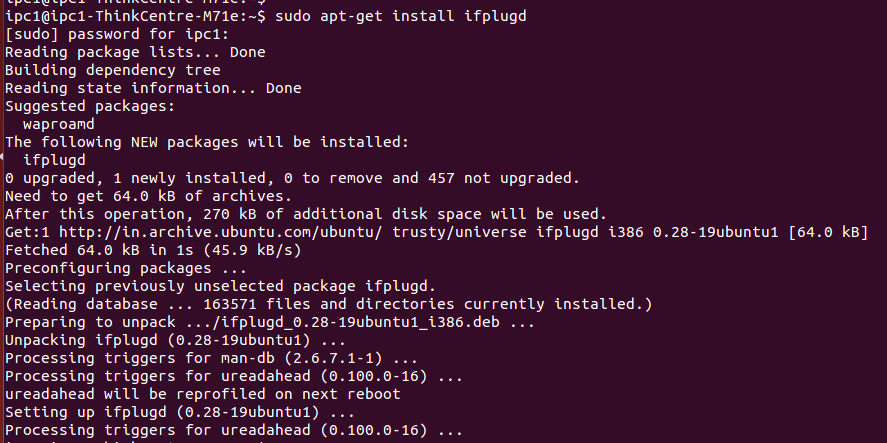 ipc1@ipc1-ThinkCentre-M71e:~$ sudo apt-get install ifplugd
[sudo] password for ipc1:
Reading package lists... Done
Building dependency tree
Reading state information... Done
Suggested packages:
  waproamd
The following NEW packages will be installed:
  ifplugd
0 upgraded, 1 newly installed, 0 to remove and 457 not upgraded.
Need to get 64.0 kB of archives.
After this operation, 270 kB of additional disk space will be used.
Get:1 http://in.archive.ubuntu.com/ubuntu/ trusty/universe ifplugd i386 0.28-19ubuntu1 [64.0 kB]
Fetched 64.0 kB in 1s (45.9 kB/s)
Preconfiguring packages ...
Selecting previously unselected package ifplugd.
(Reading database ... 163571 files and directories currently installed.)
Preparing to unpack .../ifplugd_0.28-19ubuntu1_i386.deb ...
Unpacking ifplugd (0.28-19ubuntu1) ...
Processing triggers for man-db (2.6.7.1-1) ...
Processing triggers for ureadahead (0.100.0-16) ...
ureadahead will be reprofiled on next reboot
Setting up ifplugd (0.28-19ubuntu1) ...
Processing triggers for ureadahead (0.100.0-16) ...